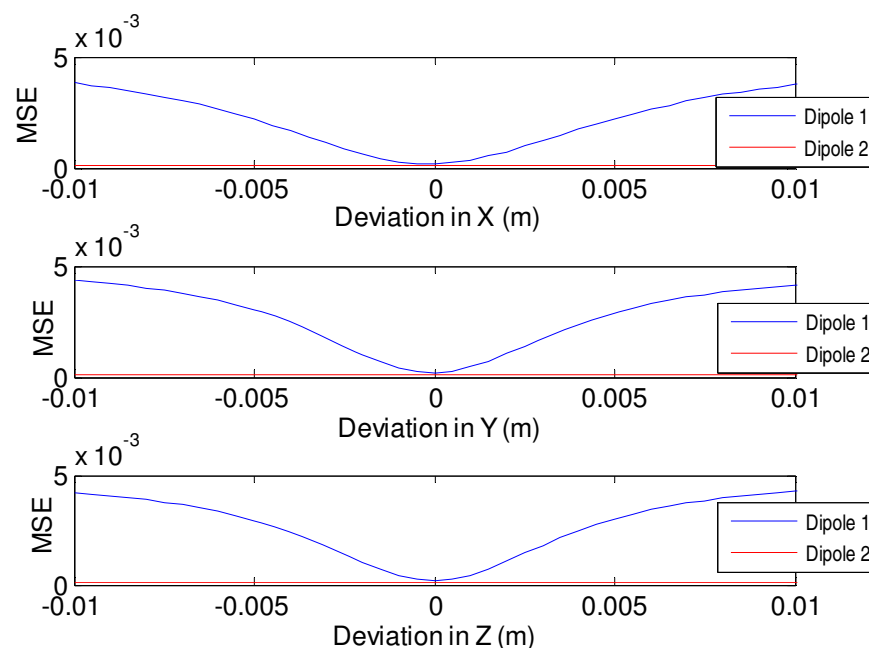 x 10^-3
5
MSE
0
-0.01 -0.005 0 0.005 0.01
Deviation in X (m)
Dipole 1
Dipole 2
x 10^-3
5
MSE
0
-0.01 -0.005 0 0.005 0.01
Deviation in Y (m)
Dipole 1
Dipole 2
x 10^-3
5
MSE
0
-0.01 -0.005 0 0.005 0.01
Deviation in Z (m)
Dipole 1
Dipole 2